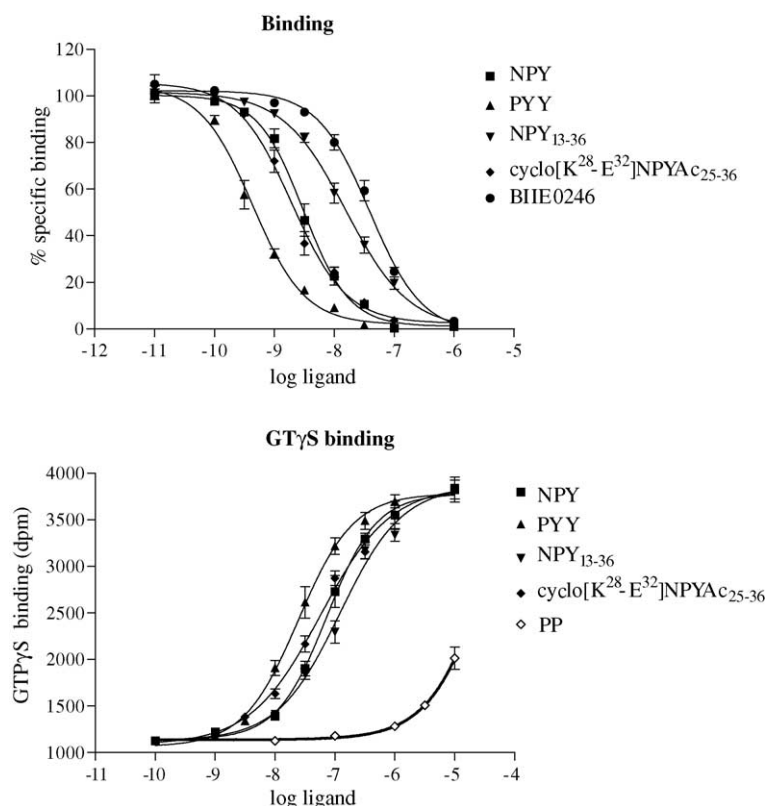 Binding
% specific binding
120
100
80
60
40
20
0
-12 -11 -10 -9 -8 -7 -6 -5
log ligand
NPY
PYY
NPY₁₃₋₃₆
cyclo[K²⁸-E³²]NPYAc₂₅₋₃₆
BIIE0246
GTγS binding
GTPγS binding (dpm)
4000
3500
3000
2500
2000
1500
1000
-11 -10 -9 -8 -7 -6 -5 -4
log ligand
NPY
PYY
NPY₁₃₋₃₆
cyclo[K²⁸-E³²]NPYAc₂₅₋₃₆
PP